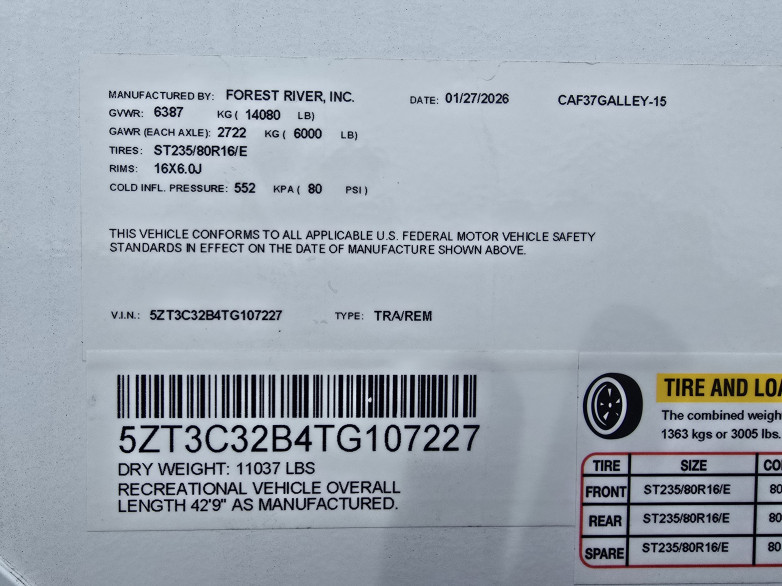 MANUFACTURED BY: FOREST RIVER, INC. DATE: 01/27/2026 CAF37GALLEY-15
GVWR: 6387 KG ( 14080 LB)
GAWR (EACH AXLE): 2722 KG ( 6000 LB)
TIRES: ST235/80R16/E
RIMS: 16X6.0J
COLD INFL. PRESSURE: 552 KPA ( 80 PSI )
THIS VEHICLE CONFORMS TO ALL APPLICABLE U.S. FEDERAL MOTOR VEHICLE SAFETY
STANDARDS IN EFFECT ON THE DATE OF MANUFACTURE SHOWN ABOVE.
V.I.N.: 5ZT3C32B4TG107227 TYPE: TRA/REM
5ZT3C32B4TG107227
DRY WEIGHT: 11037 LBS
RECREATIONAL VEHICLE OVERALL
LENGTH 42'9" AS MANUFACTURED.
TIRE AND LOA
The combined weigh
1363 kgs or 3005 lbs.
TIRE SIZE CO
FRONT ST235/80R16/E 80
REAR ST235/80R16/E 80
SPARE ST235/80R16/E 80